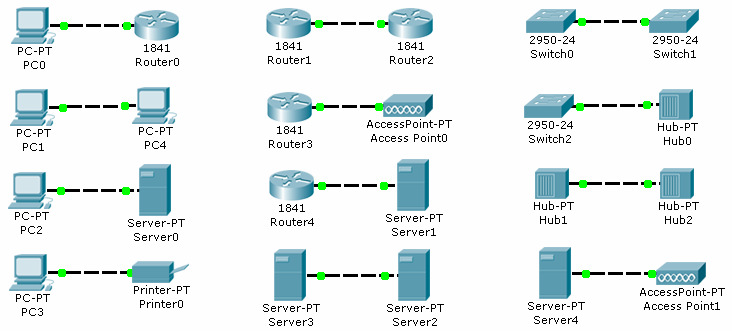 PC-PT
PC0
1841
Router0
1841
Router1
1841
Router2
2950-24
Switch0
2950-24
Switch1
PC-PT
PC1
PC-PT
PC4
1841
Router3
AccessPoint-PT
Access Point0
2950-24
Switch2
Hub-PT
Hub0
PC-PT
PC2
Server-PT
Server0
1841
Router4
Server-PT
Server1
Hub-PT
Hub1
Hub-PT
Hub2
PC-PT
PC3
Printer-PT
Printer0
Server-PT
Server3
Server-PT
Server2
Server-PT
Server4
AccessPoint-PT
Access Point1